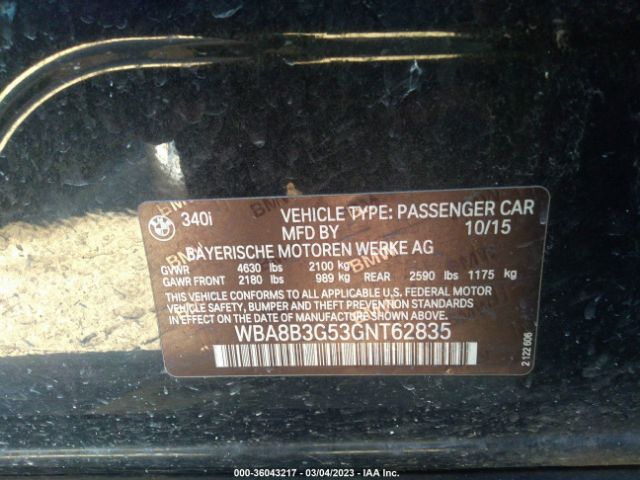 340i VEHICLE TYPE: PASSENGER CAR
MFD BY 10/15
BAYERISCHE MOTOREN WERKE AG
GVWR 4630 lbs 2100 kg
GAWR FRONT 2180 lbs 989 kg REAR 2590 lbs 1175 kg
THIS VEHICLE CONFORMS TO ALL APPLICABLE U.S. FEDERAL MOTOR
VEHICLE SAFETY, BUMPER AND THEFT PREVENTION STANDARDS IN
EFFECT ON THE DATE OF MANUFACTURE SHOWN ABOVE.
WBA8B3G53GNT62835
2 122 606
000-36043217 - 03/04/2023 - IAA Inc.